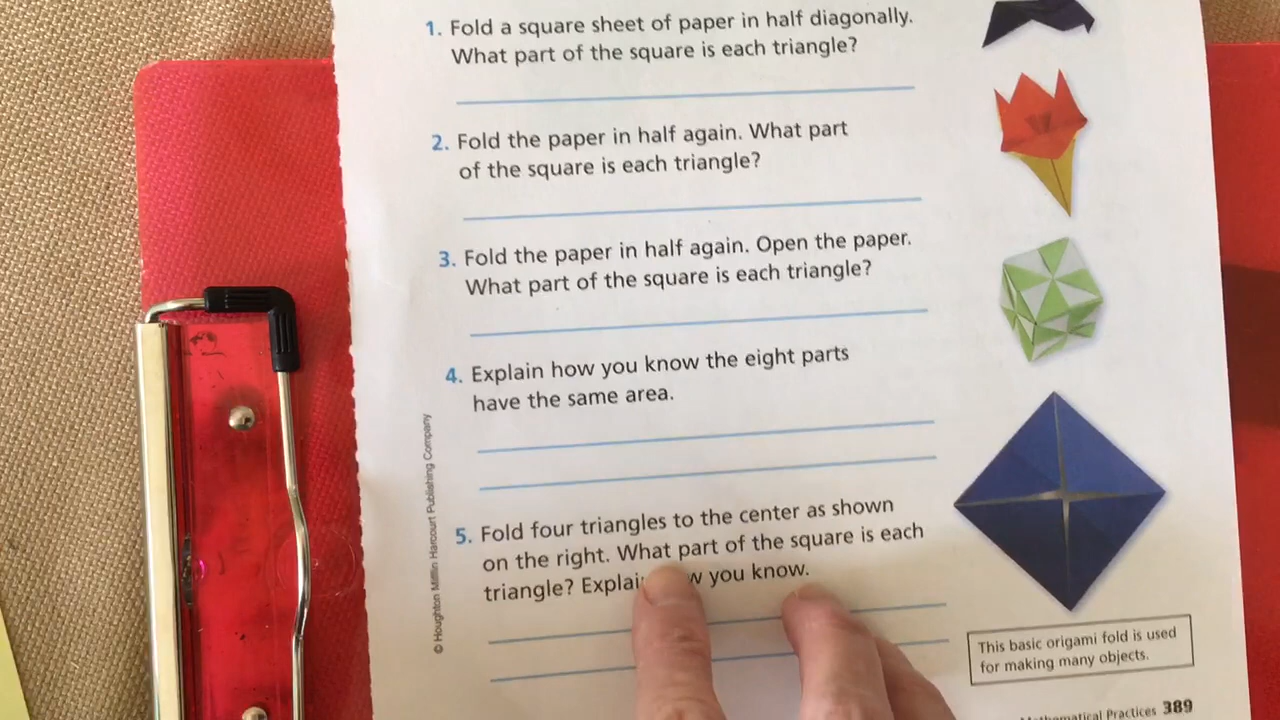 1. Fold a square sheet of paper in half diagonally.
What part of the square is each triangle?
2. Fold the paper in half again. What part
of the square is each triangle?
3. Fold the paper in half again. Open the paper.
What part of the square is each triangle?
4. Explain how you know the eight parts
have the same area.
5. Fold four triangles to the center as shown
on the right. What part of the square is each
triangle? you know.
This basic origami fold is used
for making many objects.
© Houghton Mifflin Harcourt Publishing Company
Mathematical Practices 389